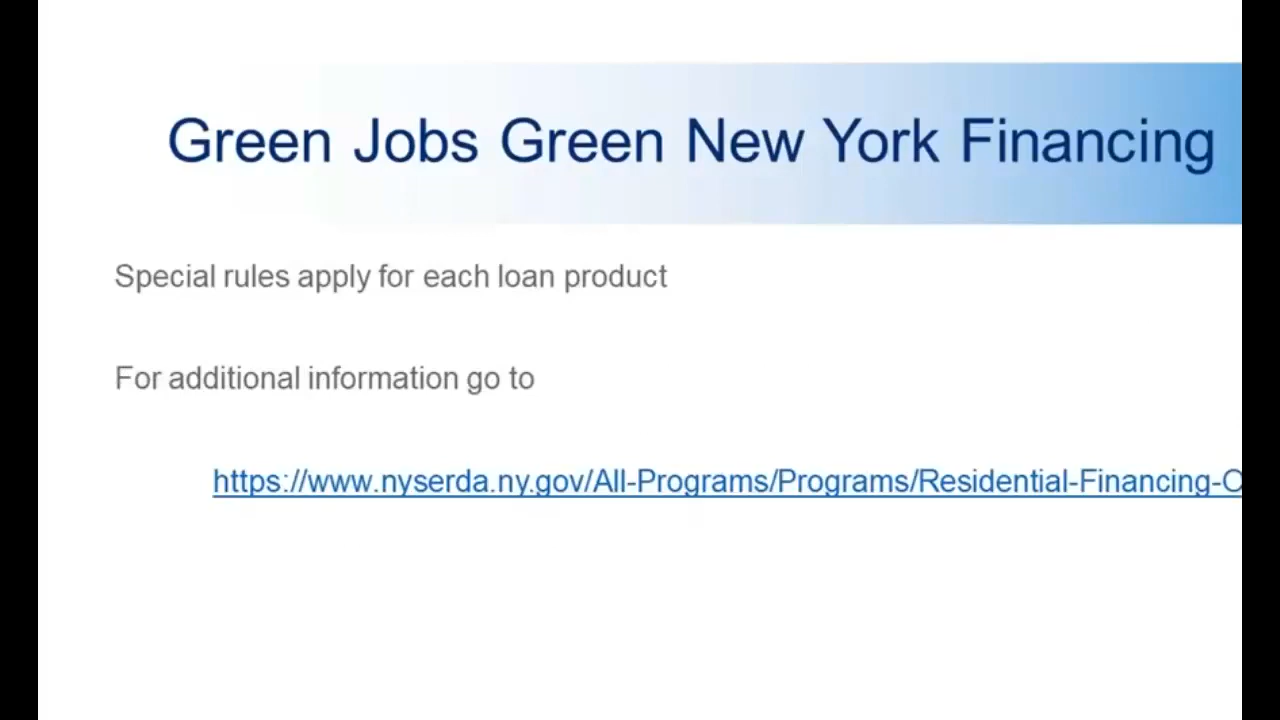 Green Jobs Green New York Financing
Special rules apply for each loan product
For additional information go to
https://www.nyserda.ny.gov/All-Programs/Programs/Residential-Financing-O